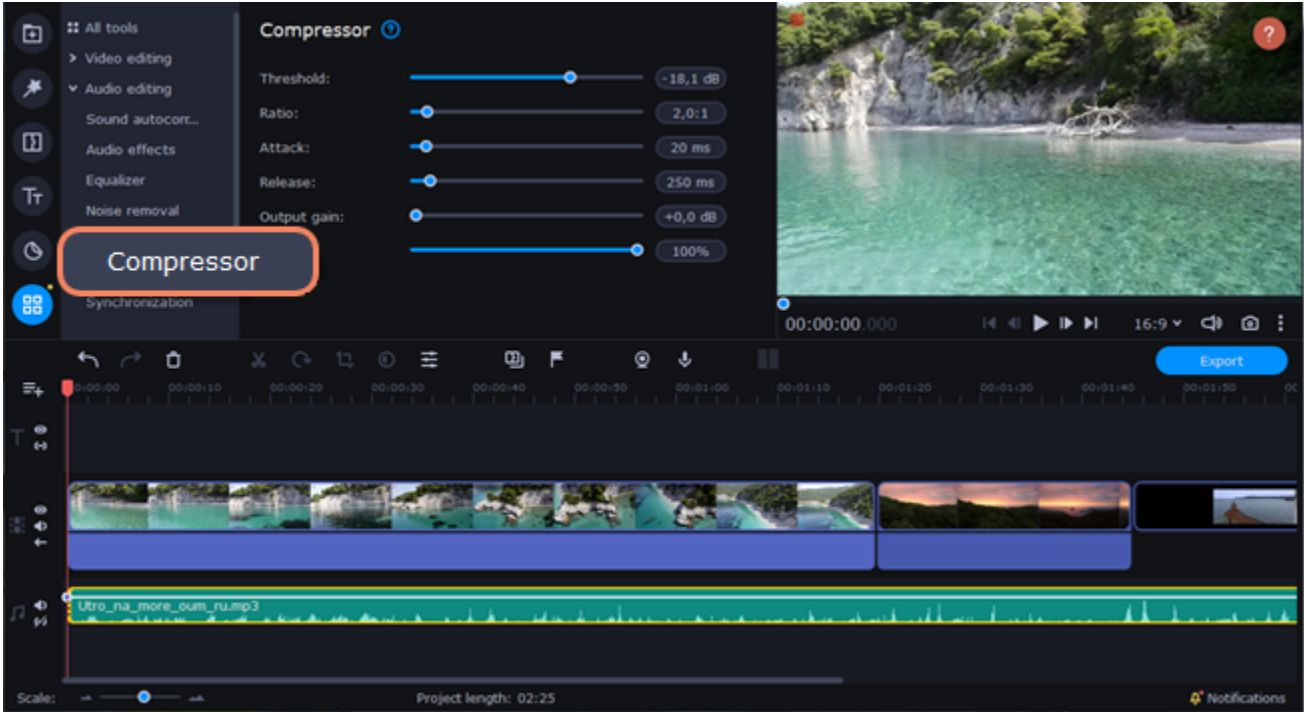 All tools
Video editing
Audio editing
Sound autocorr...
Audio effects
Equalizer
Noise removal
Compressor
Synchronization
Compressor ?
Threshold: -18,1 dB
Ratio: 2,0:1
Attack: 20 ms
Release: 250 ms
Output gain: +0,0 dB
100%
?
00:00:00.000
16:9
Export
0:00:00 00:00:10 00:00:20 00:00:30 00:00:40 00:00:50 00:01:00 00:01:10 00:01:20 00:01:30 00:01:40 00:01:50 00
Utro_na_more_oum_ru.mp3
Scale:
Project length: 02:25
Notifications